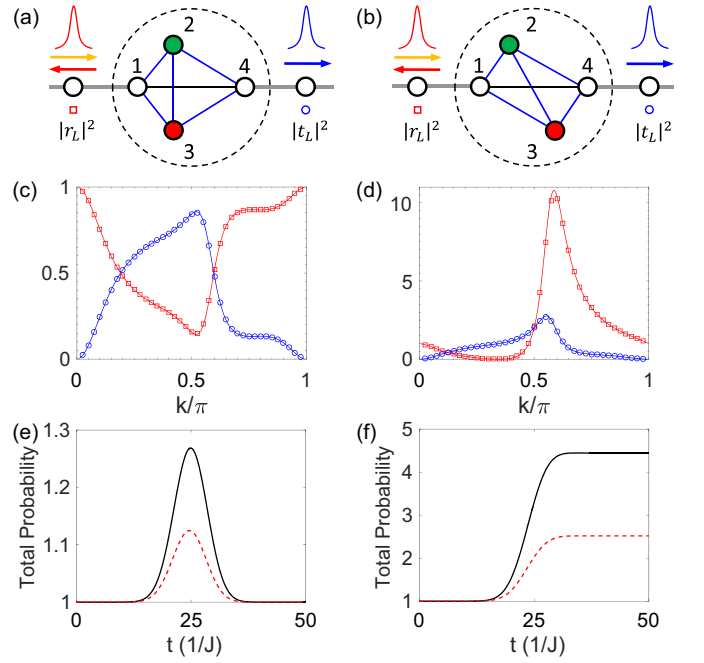 (a)
2
1
4
3
|r_L|²
|t_L|²
(b)
2
1
4
3
|r_L|²
|t_L|²
(c)
1
0.5
0
0
0.5
1
k/π
(d)
10
5
0
0
0.5
1
k/π
(e)
1.3
1.2
1.1
1
0
25
50
Total Probability
t (1/J)
(f)
5
4
3
2
1
0
25
50
Total Probability
t (1/J)